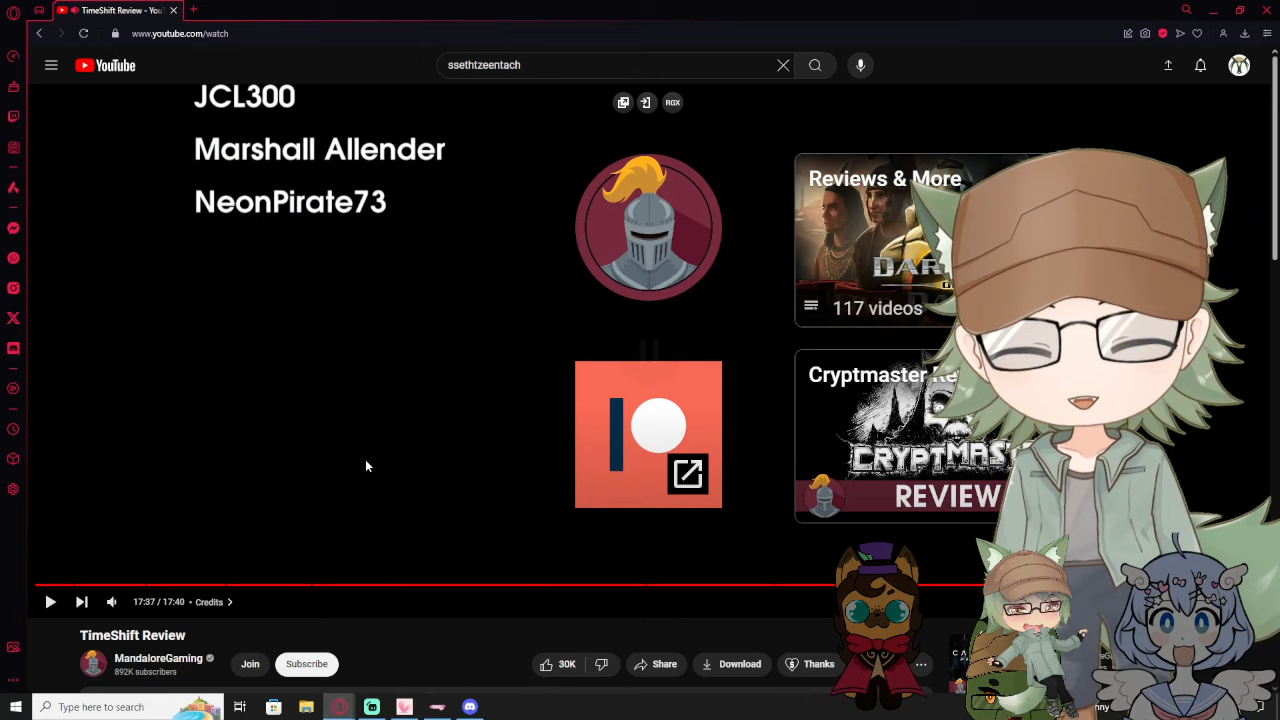 TimeShift Review - You
www.youtube.com/watch
YouTube
ssethtzeentach
RGX
JCL300
Marshall Allender
NeonPirate73
Reviews & More
117 videos
Cryptmaster
CRYPTMAS
REVIEW
17:37 / 17:40 • Credits
TimeShift Review
MandaloreGaming
892K subscribers
Join
Subscribe
30K
Share
Download
Thanks
Type here to search